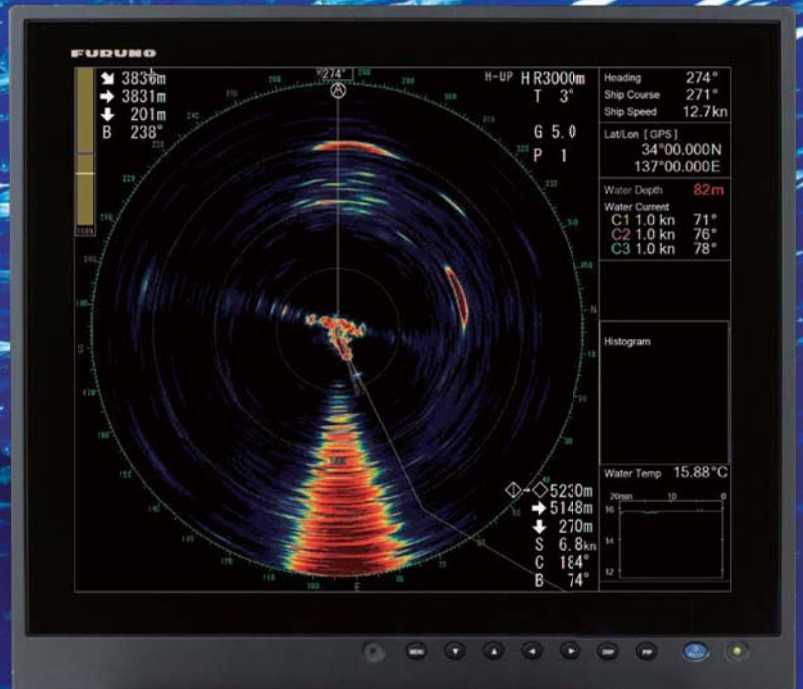 FURUNO
3836m
3831m
201m
B 238°
274°
H-UP H R3000m
T 3°
G 5.0
P 1
100%
Heading 274°
Ship Course 271°
Ship Speed 12.7kn
Lat/Lon [ GPS ]
34°00.000N
137°00.000E
Water Depth 82m
Water Current
C1 1.0 kn 71°
C2 1.0 kn 76°
C3 1.0 kn 78°
N
S
Histogram
Water Temp 15.88°C
20min 10 0
16
12
5230m
5148m
270m
S 6.8kn
C 184°
B 74°
E
MENU
DISP